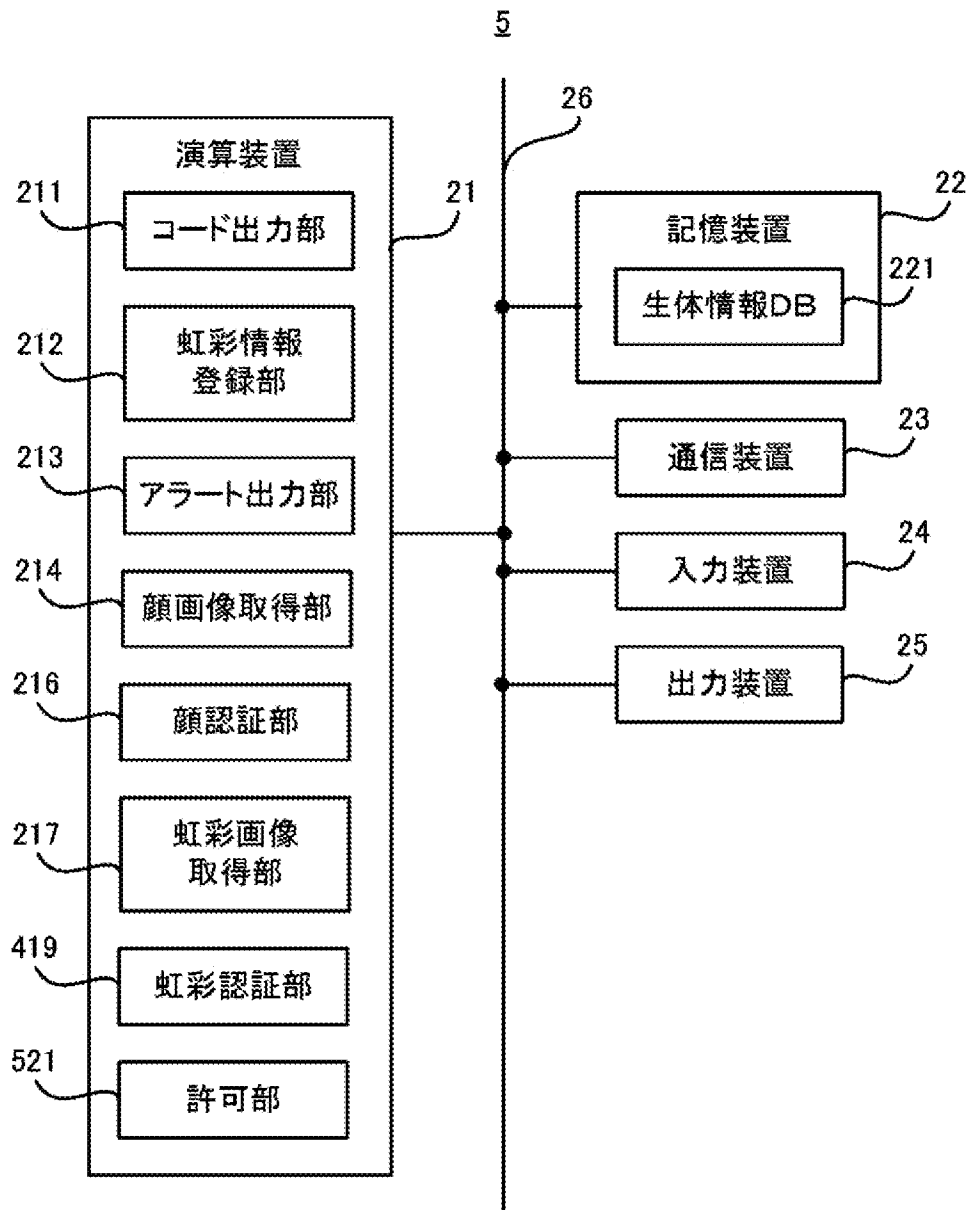 5
26
演算装置
211
コード出力部
21
212
虹彩情報
登録部
213
アラート出力部
214
顔画像取得部
216
顔認証部
217
虹彩画像
取得部
419
虹彩認証部
521
許可部
22
記憶装置
221
生体情報DB
23
通信装置
24
入力装置
25
出力装置